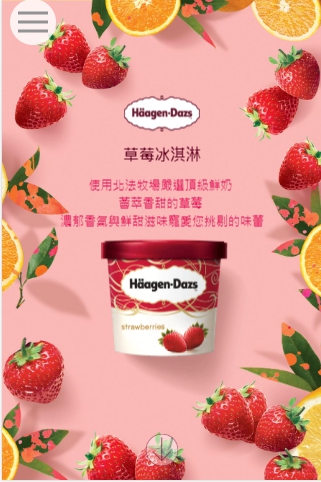 Häagen-Dazs
草莓冰淇淋
使用北法牧場嚴選頂級鮮奶
薈萃香甜的草莓
濃郁香氣與鮮甜滋味寵愛您挑剔的味蕾
Häagen-Dazs
strawberries